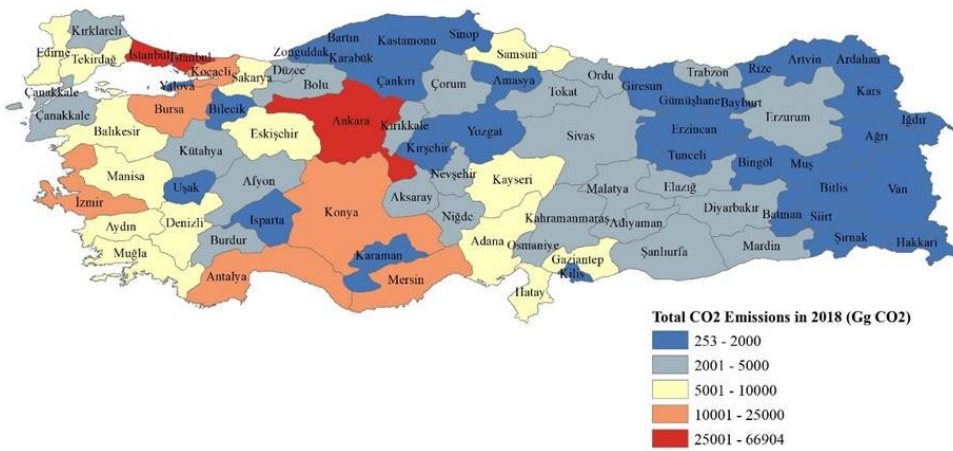 Kırklareli
Edirne
Tekirdağ
İstanbul
İstanbul
Kocaeli
Yalova
Sakarya
Düzce
Bolu
Zonguldak
Bartın
Karabük
Kastamonu
Sinop
Çankırı
Samsun
Amasya
Çorum
Tokat
Ordu
Giresun
Trabzon
Rize
Artvin
Ardahan
Gümüşhane
Bayburt
Kars
Iğdır
Erzurum
Erzincan
Ağrı
Çanakkale
Çanakkale
Bursa
Bilecik
Balıkesir
Eskişehir
Ankara
Kırıkkale
Kırşehir
Yozgat
Sivas
Tunceli
Bingöl
Muş
Bitlis
Van
Kütahya
Manisa
Uşak
Afyon
Nevşehir
Kayseri
Malatya
Elazığ
Diyarbakır
Batman
Siirt
İzmir
Aksaray
Konya
Niğde
Kahramanmaraş
Adıyaman
Şırnak
Hakkari
Aydın
Denizli
Isparta
Burdur
Karaman
Adana
Osmaniye
Gaziantep
Şanlıurfa
Mardin
Muğla
Antalya
Mersin
Kilis
Hatay
Total CO2 Emissions in 2018 (Gg CO2)
253 - 2000
2001 - 5000
5001 - 10000
10001 - 25000
25001 - 66904